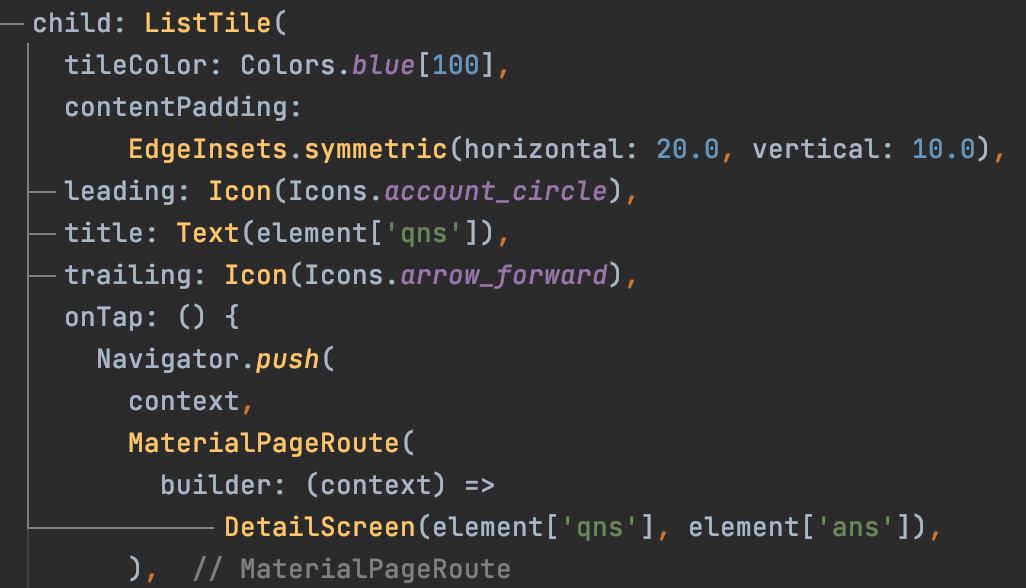 child: ListTile(
tileColor: Colors.blue[100],
contentPadding:
EdgeInsets.symmetric(horizontal: 20.0, vertical: 10.0),
leading: Icon(Icons.account_circle),
title: Text(element['qns']),
trailing: Icon(Icons.arrow_forward),
onTap: () {
Navigator.push(
context,
MaterialPageRoute(
builder: (context) =>
DetailScreen(element['qns'], element['ans']),
), // MaterialPageRoute